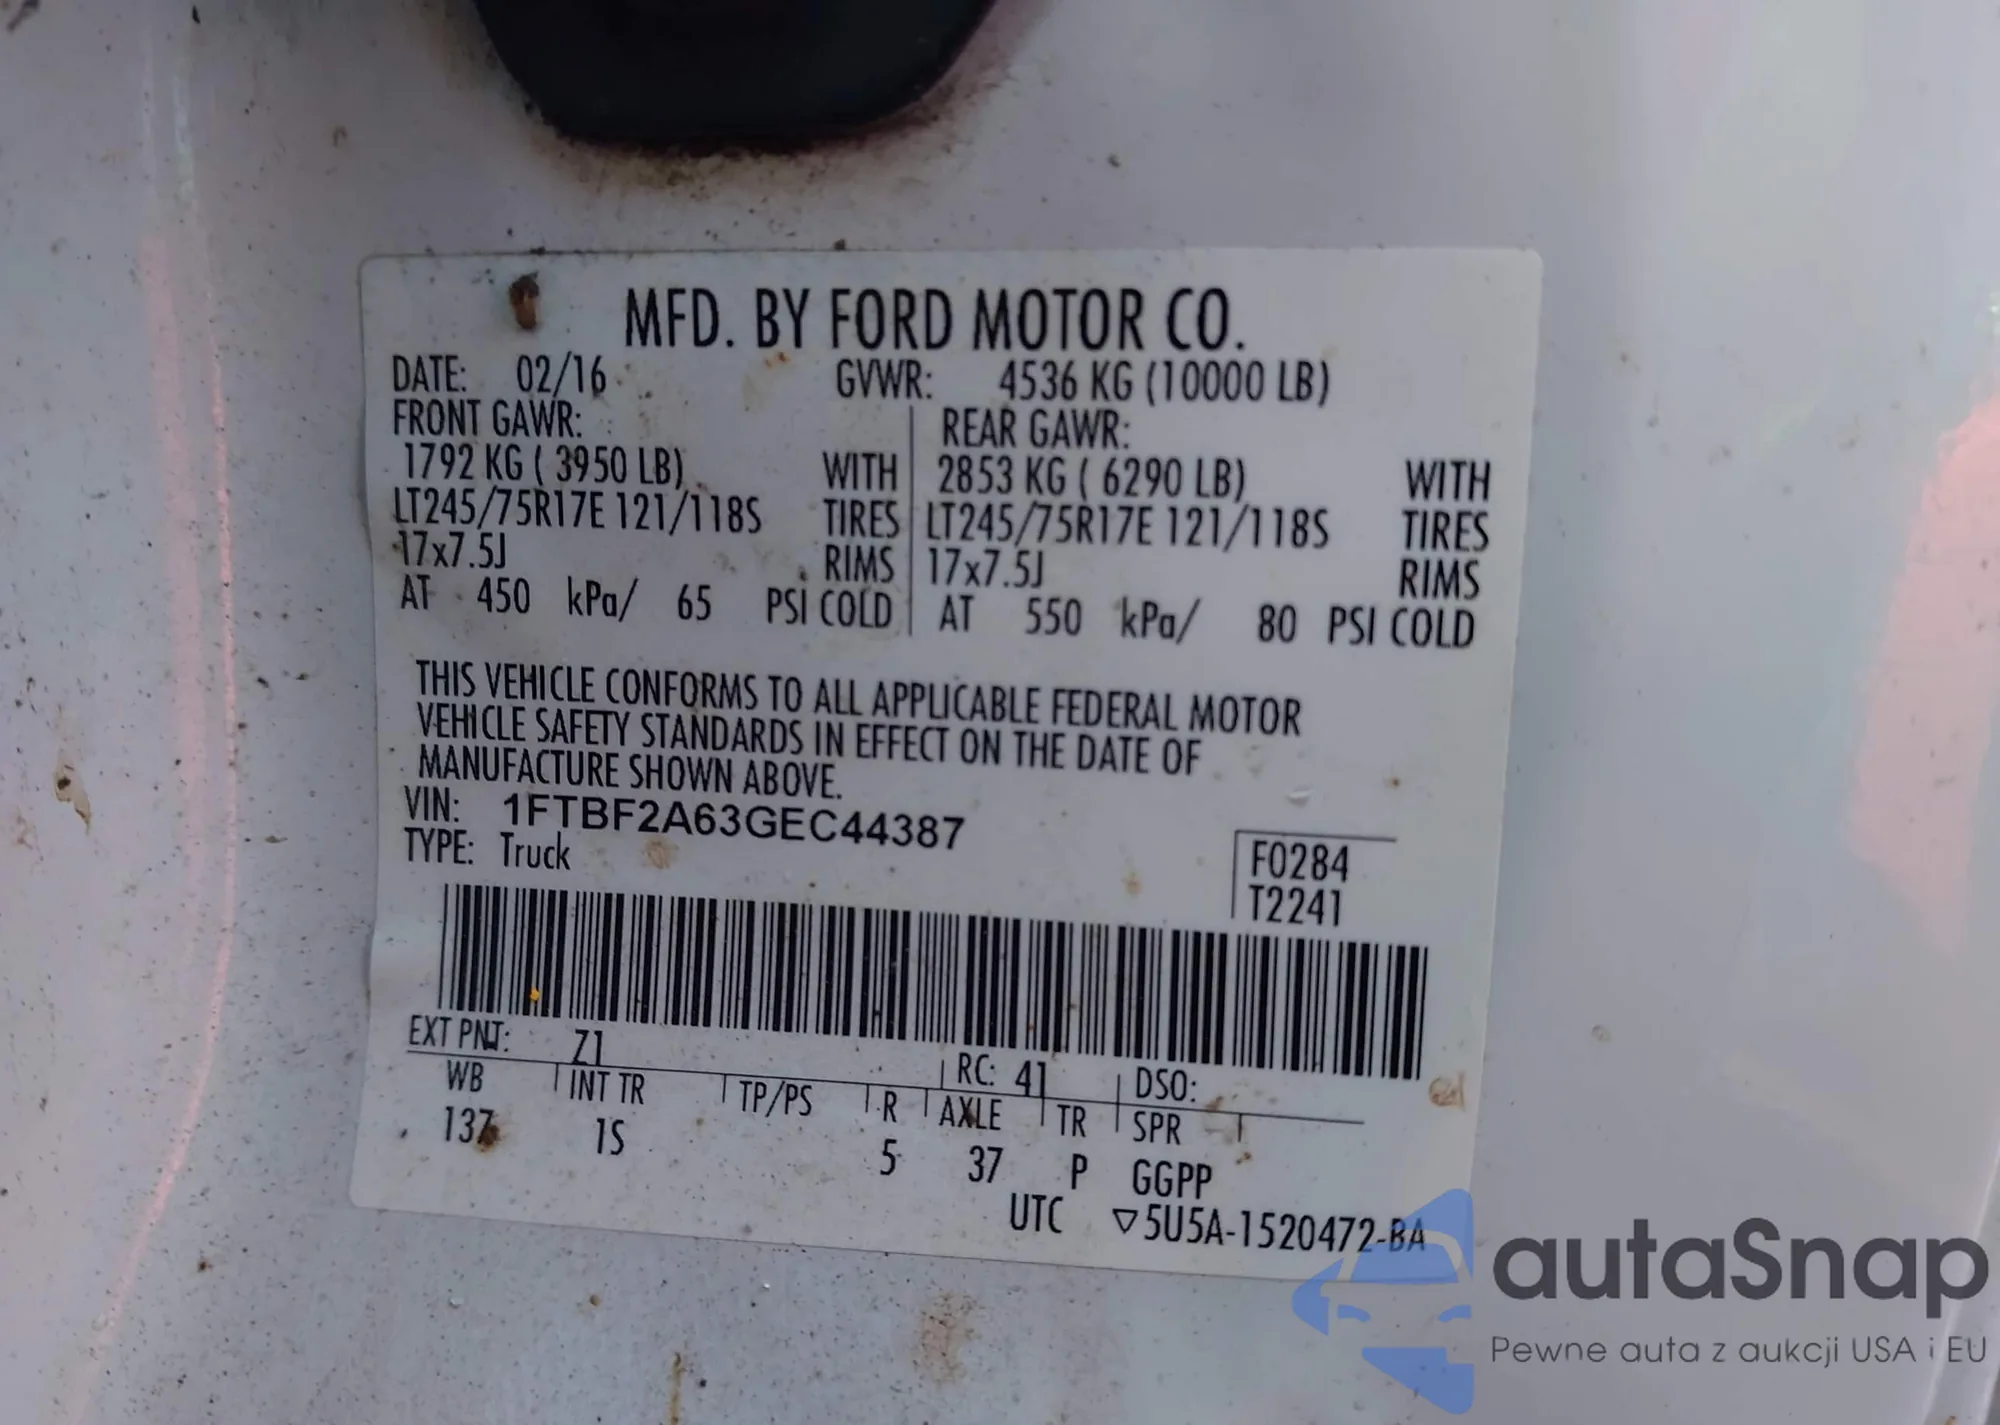 MFD. BY FORD MOTOR CO.
DATE: 02/16 GVWR: 4536 KG (10000 LB)
FRONT GAWR: REAR GAWR:
1792 KG ( 3950 LB) WITH 2853 KG ( 6290 LB) WITH
LT245/75R17E 121/118S TIRES LT245/75R17E 121/118S TIRES
17x7.5J RIMS 17x7.5J RIMS
AT 450 kPa/ 65 PSI COLD AT 550 kPa/ 80 PSI COLD
THIS VEHICLE CONFORMS TO ALL APPLICABLE FEDERAL MOTOR
VEHICLE SAFETY STANDARDS IN EFFECT ON THE DATE OF
MANUFACTURE SHOWN ABOVE.
VIN: 1FTBF2A63GEC44387
TYPE: Truck
F0284
T2241
EXT PNT: Z1 RC: 41 DSO:
WB INT TR TP/PS R AXLE TR SPR
137 1S 5 37 P GGPP
UTC ▽5U5A-1520472-BA
autaSnap
Pewne auta z aukcji USA i EU